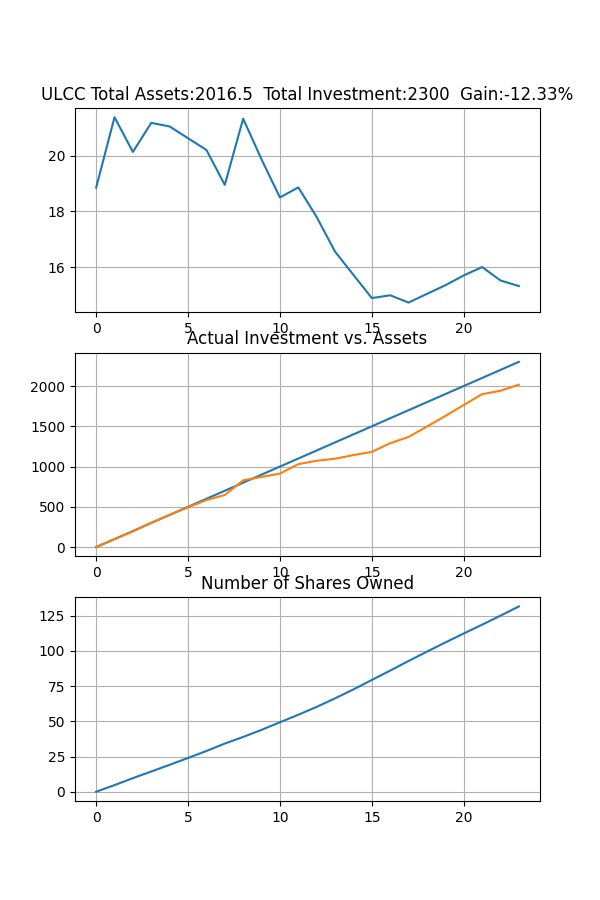 ULCC Total Assets:2016.5  Total Investment:2300  Gain:-12.33%
20
18
16
0 5 10 15 20
Actual Investment vs. Assets
2000
1500
1000
500
0
0 5 10 15 20
Number of Shares Owned
125
100
75
50
25
0
0 5 10 15 20